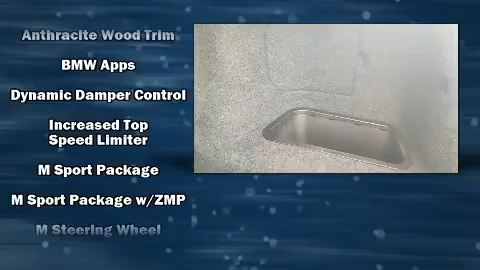 Anthracite Wood Trim
BMW Apps
Dynamic Damper Control
Increased Top
Speed Limiter
M Sport Package
M Sport Package w/ZMP
M Steering Wheel